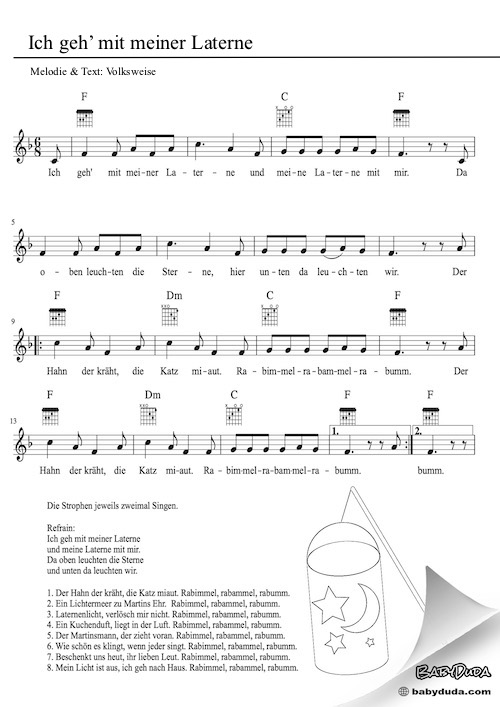 Ich geh' mit meiner Laterne
Melodie & Text: Volksweise
F C F
Ich geh' mit mei-ner La-ter-ne und mei-ne La-ter-ne mit mir. Da
5
o-ben leuch-ten die Ster-ne, hier un-ten da leu-ch-ten wir. Der
F Dm C F
9
Hahn der kräht, die Katz mi-aut. Ra-bim-mel-ra-bam-mel-ra-bumm. Der
F Dm C F F
13
1. 2.
Hahn der kräht, die Katz mi-aut. Ra-bim-mel-ra-bam-mel-ra-bumm. bumm.
Die Strophen jeweils zweimal Singen.
Refrain:
Ich geh mit meiner Laterne
und meine Laterne mit mir.
Da oben leuchten die Sterne
und unten da leuchten wir.
1. Der Hahn der kräht, die Katz miaut. Rabimmel, rabammel, rabumm.
2. Ein Lichtermeer zu Martins Ehr. Rabimmel, rabammel, rabumm.
3. Laternenlicht, verlösch mir nicht. Rabimmel, rabammel, rabumm.
4. Ein Kuchenduft, liegt in der Luft. Rabimmel, rabammel, rabumm.
5. Der Martinsmann, der zieht voran. Rabimmel, rabammel, rabumm.
6. Wie schön es klingt, wenn jeder singt. Rabimmel, rabammel, rabumm.
7. Beschenkt uns heut, ihr lieben Leut. Rabimmel, rabammel, rabumm.
8. Mein Licht ist aus, ich geh nach Haus. Rabimmel, rabammel, rabumm.
BABYDUDA
babyduda.com